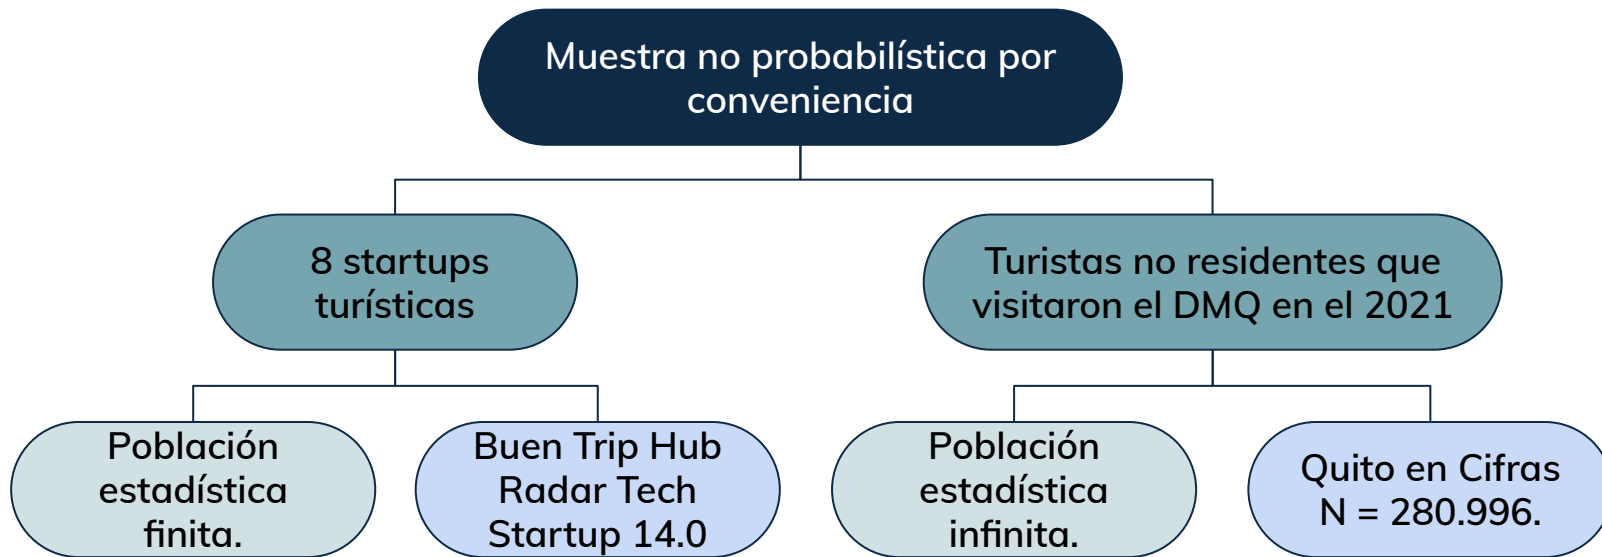 Muestra no probabilística por
conveniencia
8 startups
turísticas
Turistas no residentes que
visitaron el DMQ en el 2021
Población
estadística
finita.
Buen Trip Hub
Radar Tech
Startup 14.0
Población
estadística
infinita.
Quito en Cifras
N = 280.996.